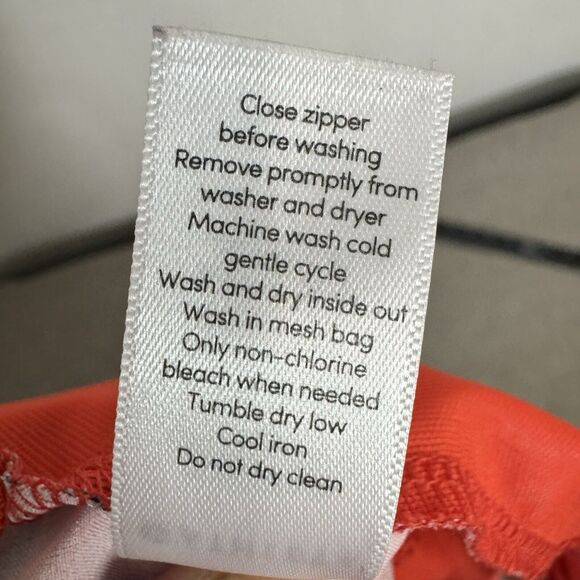 Close zipper
before washing
Remove promptly from
washer and dryer
Machine wash cold
gentle cycle
Wash and dry inside out
Wash in mesh bag
Only non-chlorine
bleach when needed
Tumble dry low
Cool iron
Do not dry clean